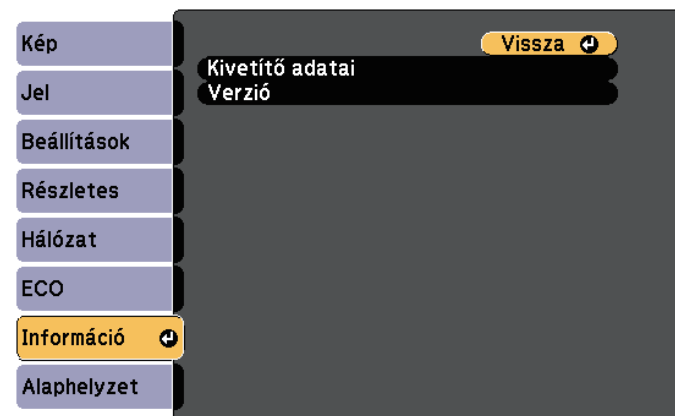 Kép
Jel
Beállítások
Részletes
Hálózat
ECO
Információ
Alaphelyzet
Vissza
Kivetítő adatai
Verzió